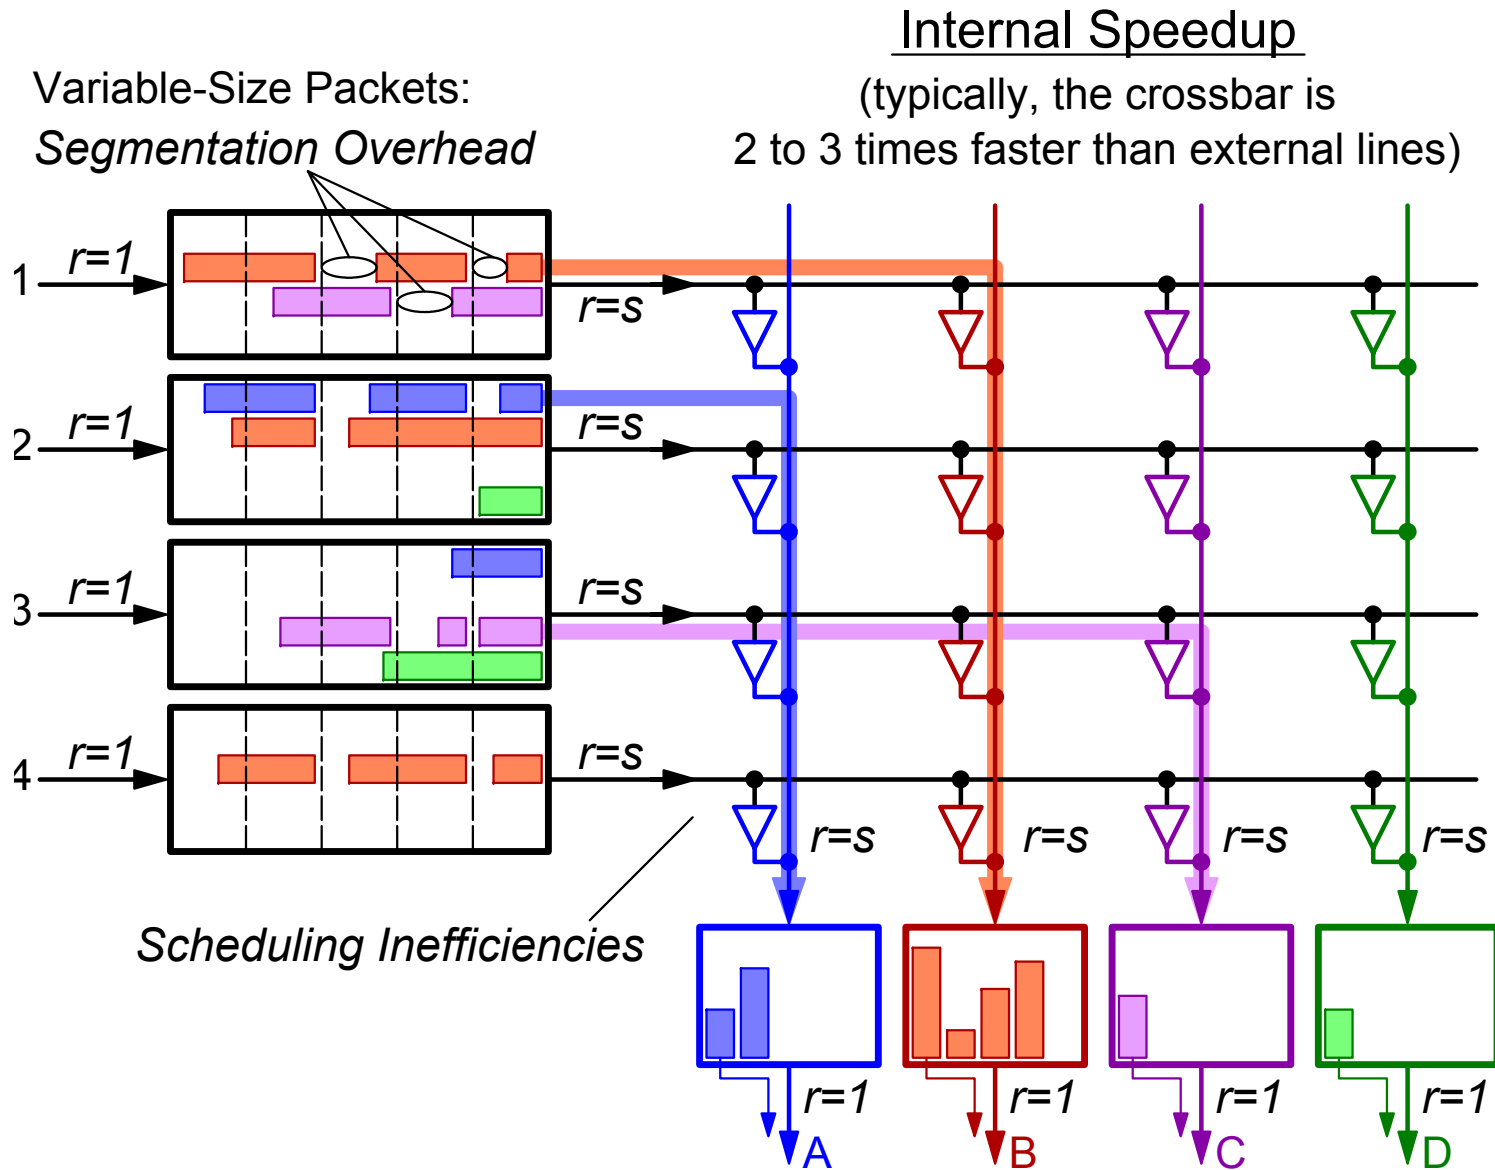 Internal Speedup
(typically, the crossbar is
2 to 3 times faster than external lines)
Variable-Size Packets:
Segmentation Overhead
1 r=1 r=s
2 r=1 r=s
3 r=1 r=s
4 r=1 r=s
r=s r=s r=s r=s
Scheduling Inefficiencies
r=1 r=1 r=1 r=1
A B C D